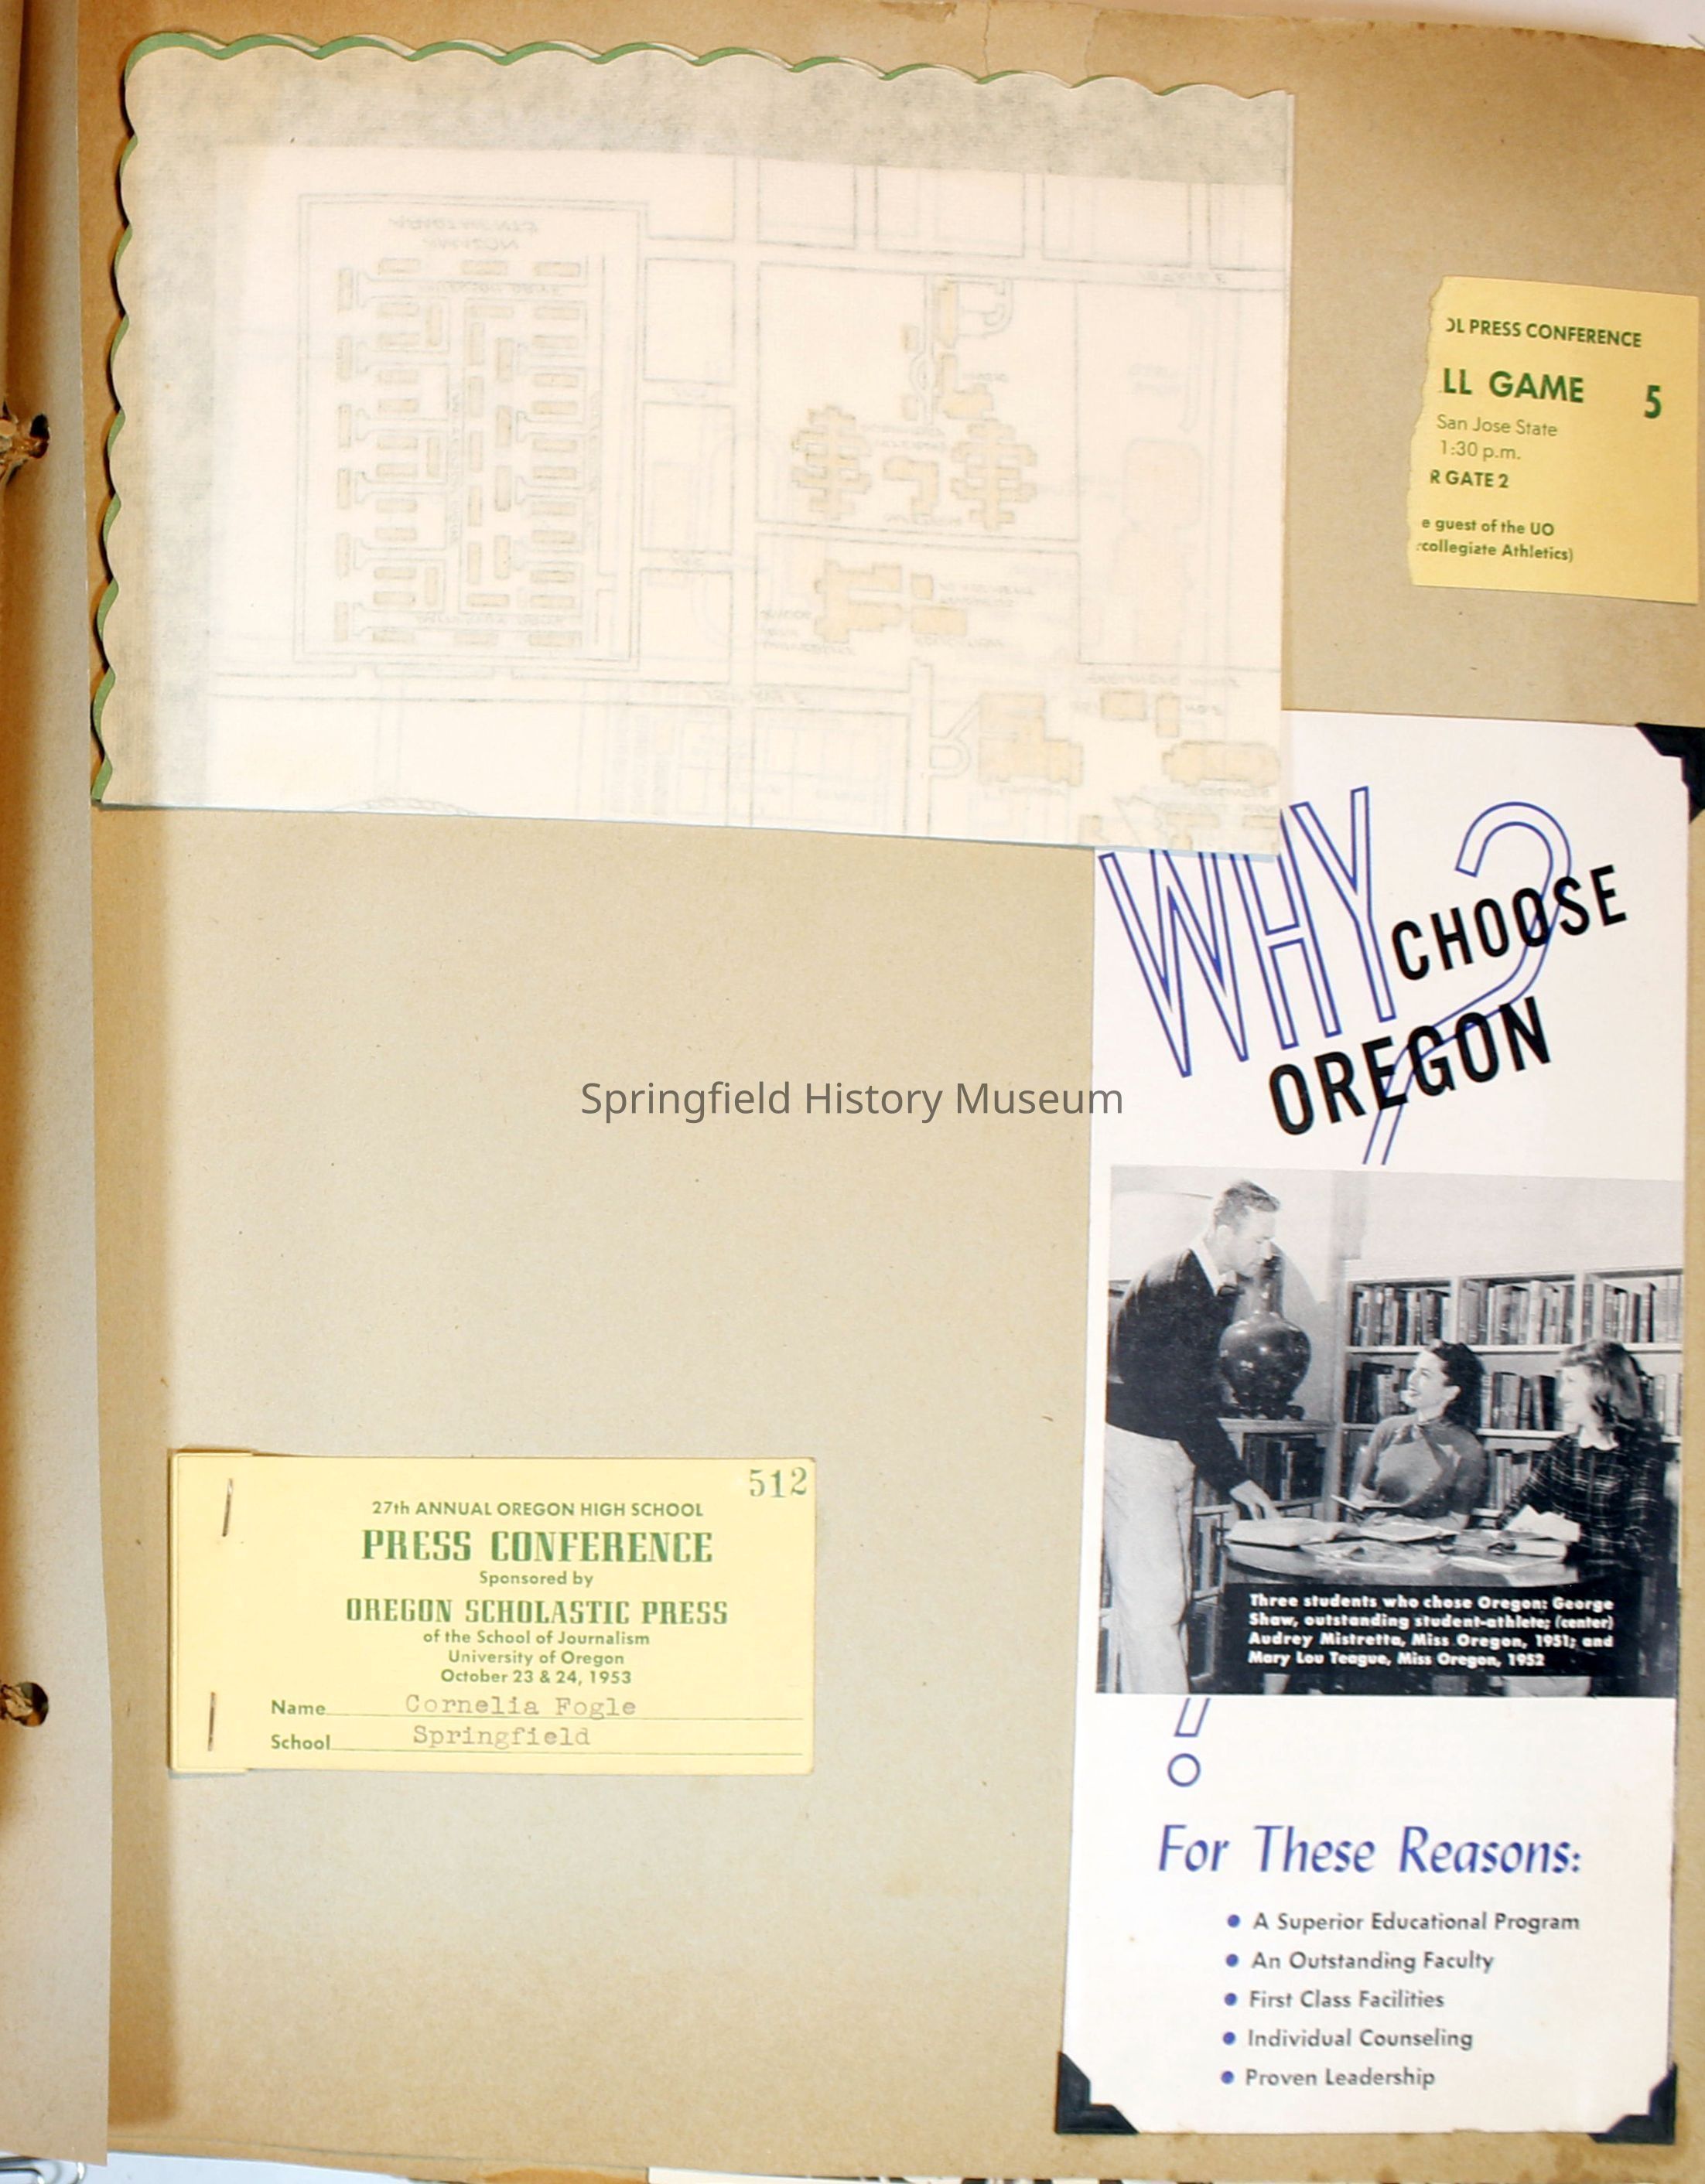 OL PRESS CONFERENCE
LL GAME 5
San Jose State
1:30 p.m.
R GATE 2
e guest of the UO
collegiate Athletics)
WHY ?
CHOOSE
OREGON
Springfield History Museum
Three students who chose Oregon: George
Shaw, outstanding student-athlete; (center)
Audrey Mistretta, Miss Oregon, 1951; and
Mary Lou Teague, Miss Oregon, 1952
!
For These Reasons:
• A Superior Educational Program
• An Outstanding Faculty
• First Class Facilities
• Individual Counseling
• Proven Leadership
512
27th ANNUAL OREGON HIGH SCHOOL
PRESS CONFERENCE
Sponsored by
OREGON SCHOLASTIC PRESS
of the School of Journalism
University of Oregon
October 23 & 24, 1953
Name Cornelia Fogle
School Springfield